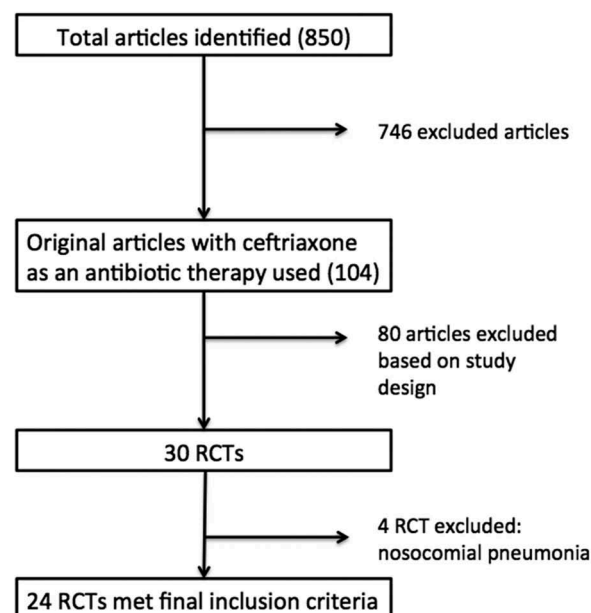 Total articles identified (850)
746 excluded articles
Original articles with ceftriaxone
as an antibiotic therapy used (104)
80 articles excluded
based on study
design
30 RCTs
4 RCT excluded:
nosocomial pneumonia
24 RCTs met final inclusion criteria